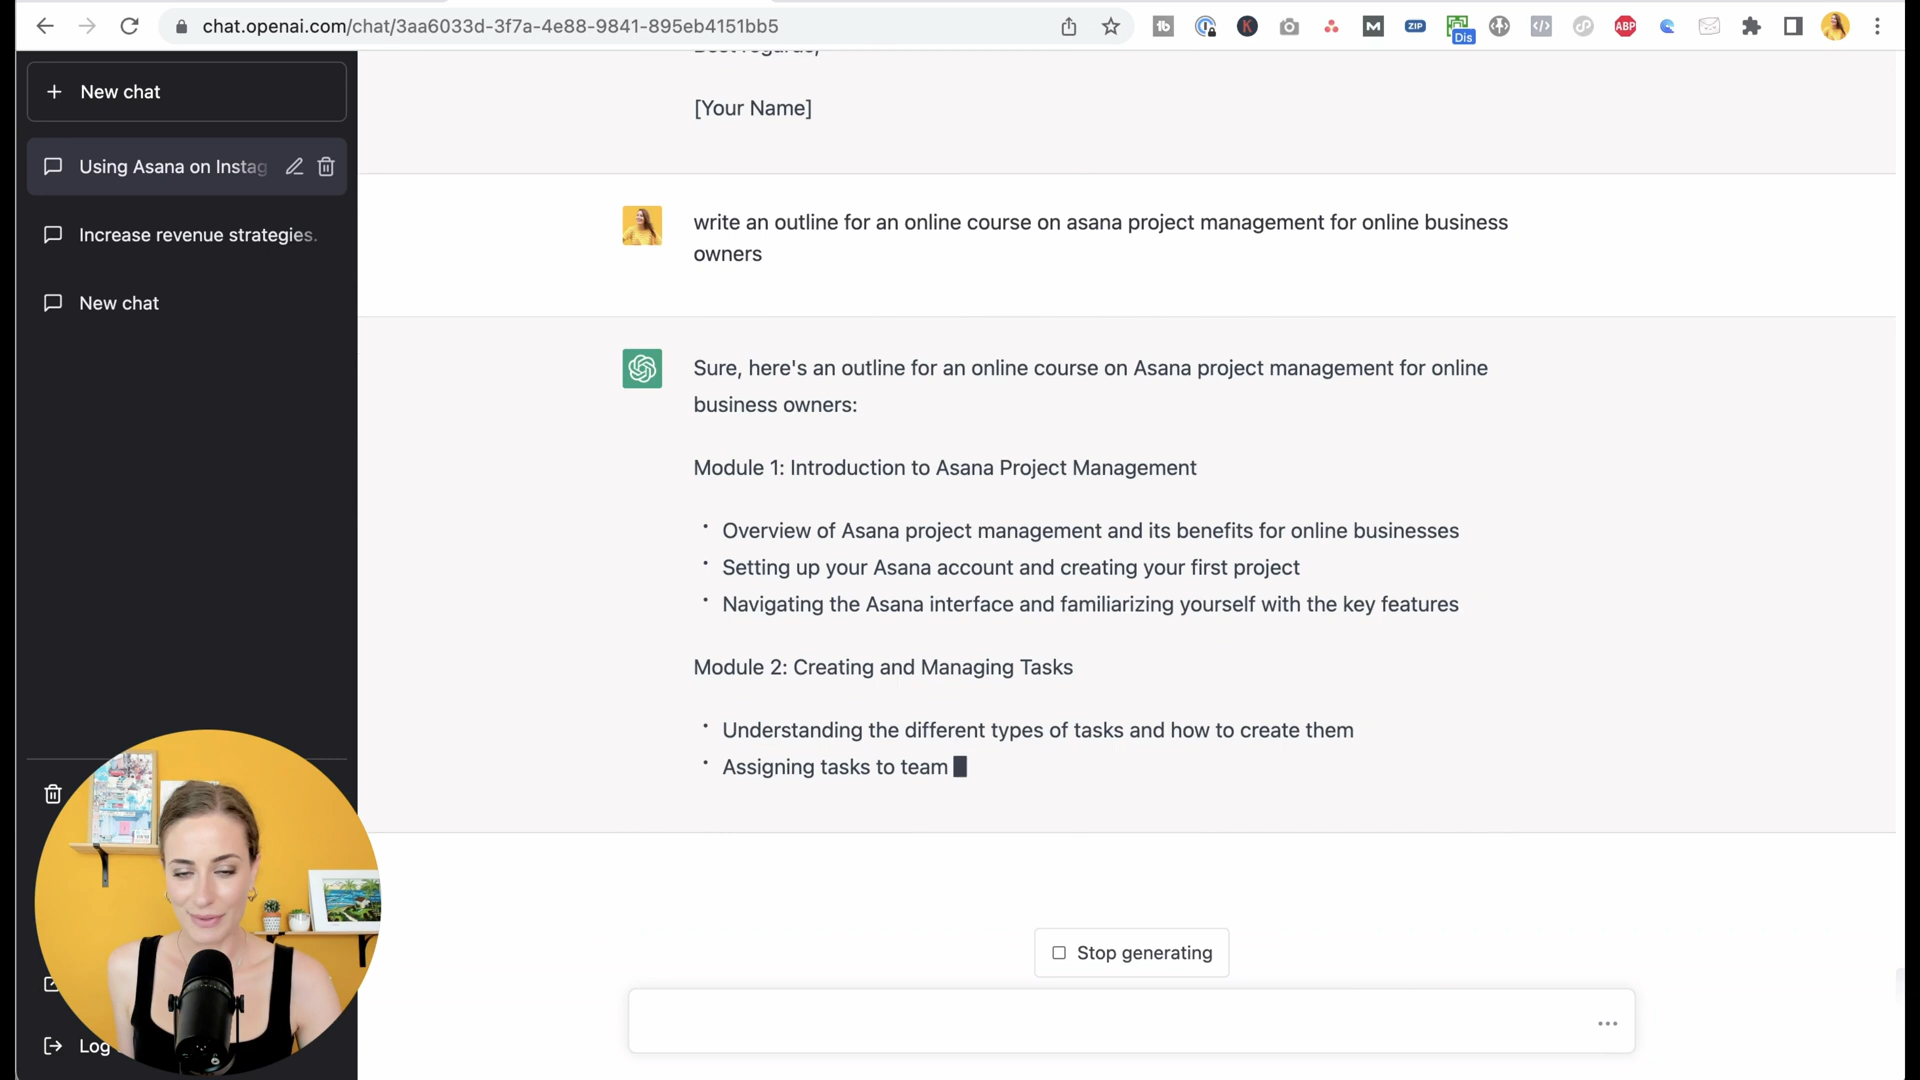 chat.openai.com/chat/3aa6033d-3f7a-4e88-9841-895eb4151bb5
ZIP
Dis
ABP
New chat
Using Asana on Instag
Increase revenue strategies.
New chat
Log
Best regards,
[Your Name]
write an outline for an online course on asana project management for online business
owners
Sure, here's an outline for an online course on Asana project management for online
business owners:
Module 1: Introduction to Asana Project Management
· Overview of Asana project management and its benefits for online businesses
· Setting up your Asana account and creating your first project
· Navigating the Asana interface and familiarizing yourself with the key features
Module 2: Creating and Managing Tasks
· Understanding the different types of tasks and how to create them
· Assigning tasks to team
Stop generating